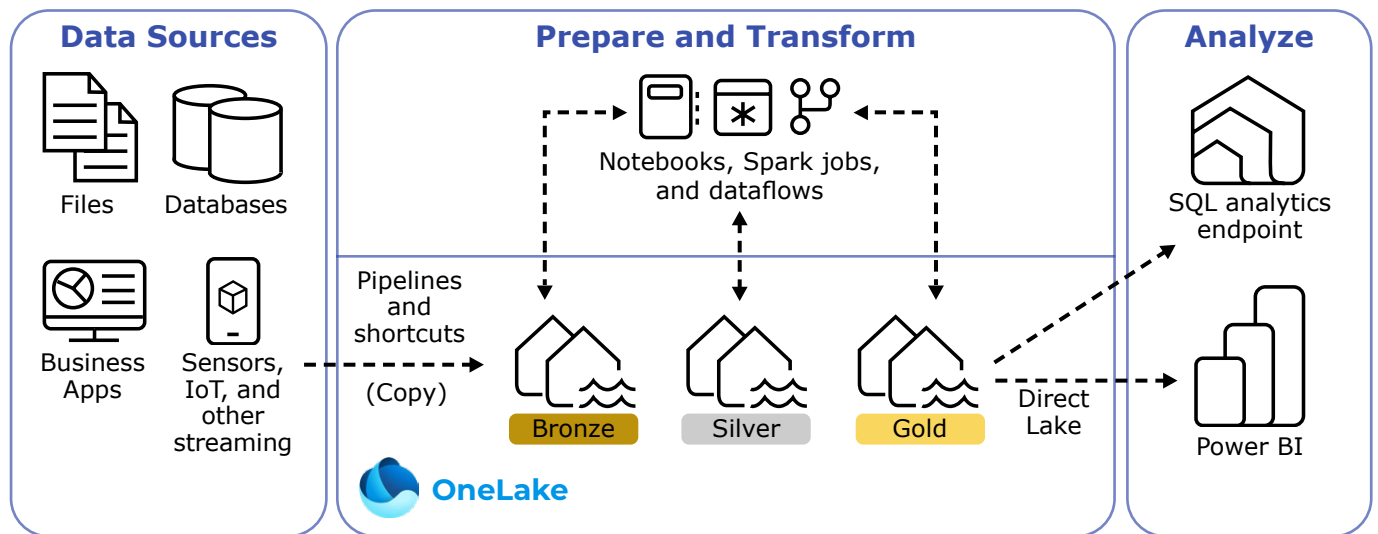 Data Sources
Files
Databases
Business
Apps
Sensors,
IoT, and
other
streaming
Prepare and Transform
Notebooks, Spark jobs,
and dataflows
Pipelines
and
shortcuts
(Copy)
Bronze
Silver
Gold
OneLake
Direct
Lake
Analyze
SQL analytics
endpoint
Power BI